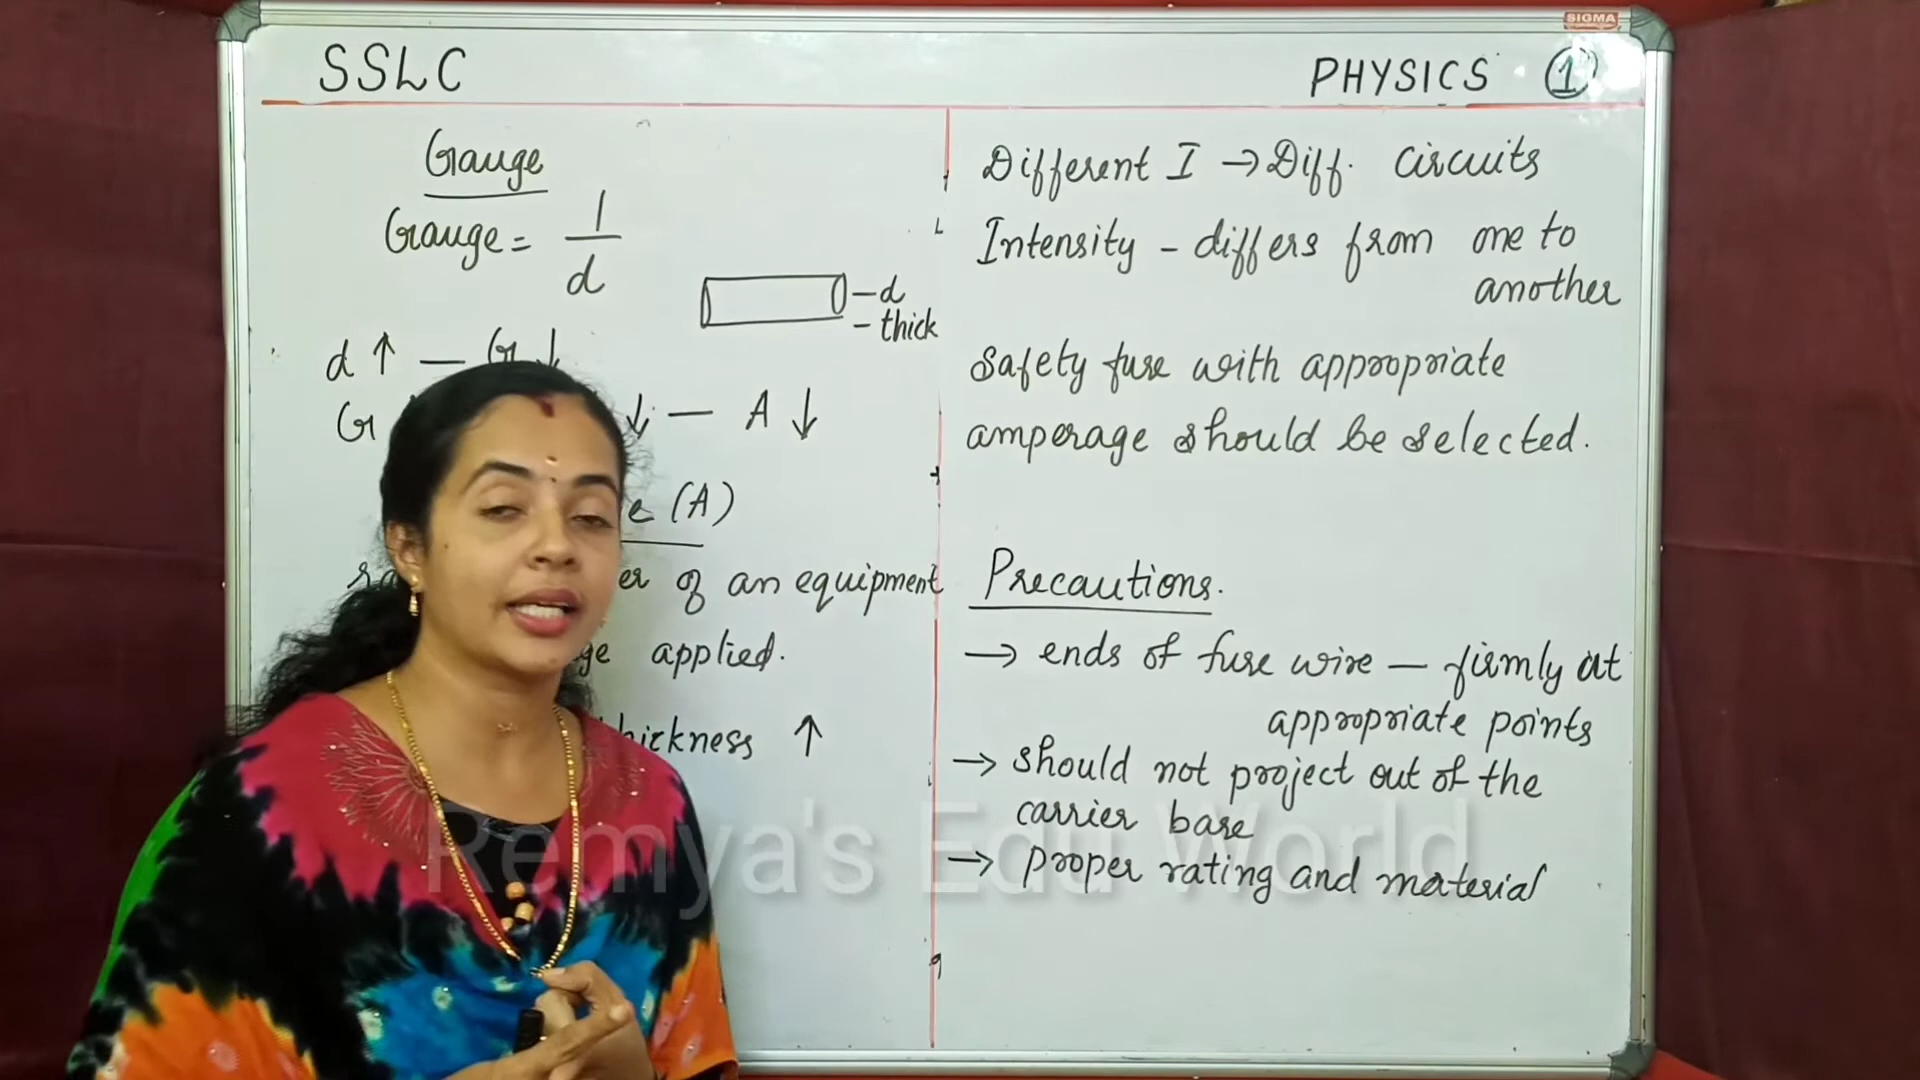 SIGMA
SSLC
PHYSICS 1
Gauge
Gauge = 1/d
d
thick
d ↑ — G ↓
G ↓ — A ↓
(A)
of an equipment
applied.
↑
Different I → Diff. circuits
Intensity - differs from one to
another
Safety fuse with appropriate
amperage should be selected.
Precautions.
→ ends of fuse wire — firmly at
appropriate points
→ should not project out of the
carrier base
→ proper rating and material
Remya's Edu World